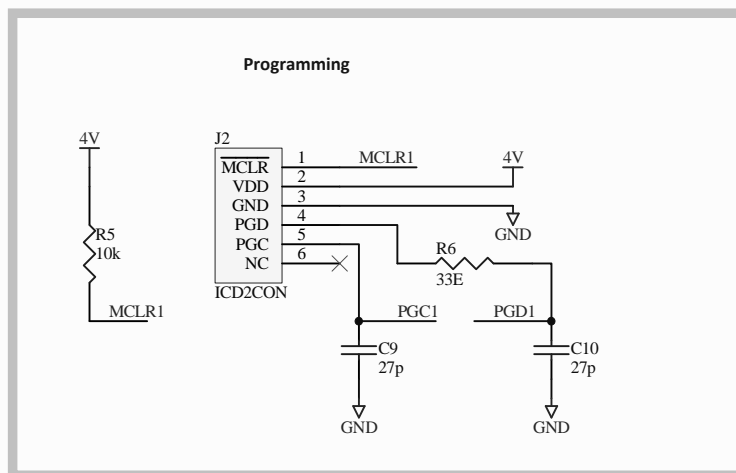 Programming
4V
R5
10k
MCLR1
J2
MCLR
VDD
GND
PGD
PGC
NC
1
2
3
4
5
6
ICD2CON
MCLR1
4V
GND
R6
33E
PGC1
PGD1
C9
27p
GND
C10
27p
GND